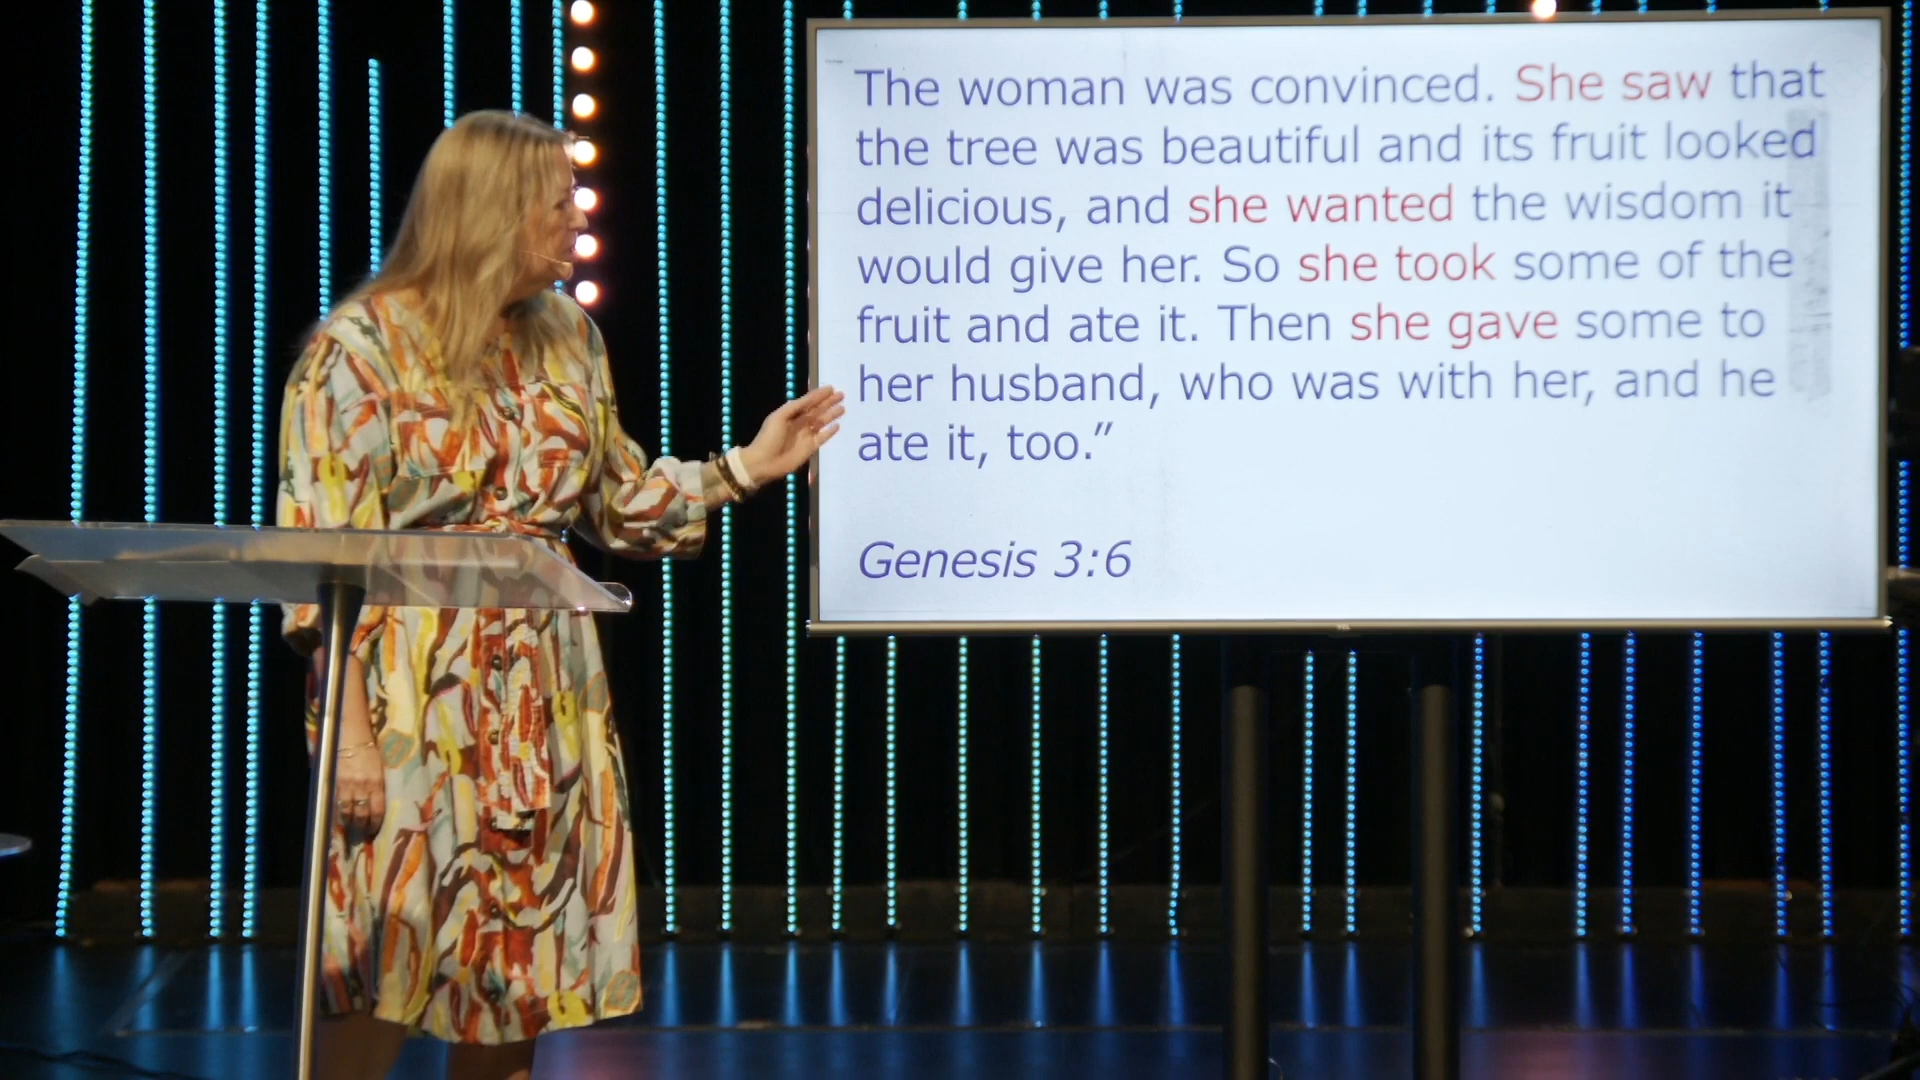 The woman was convinced. She saw that
the tree was beautiful and its fruit looked
delicious, and she wanted the wisdom it
would give her. So she took some of the
fruit and ate it. Then she gave some to
her husband, who was with her, and he
ate it, too.”
Genesis 3:6